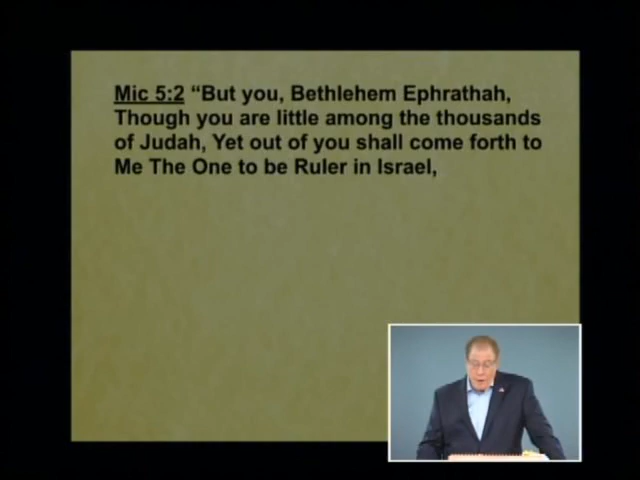 Mic 5:2 “But you, Bethlehem Ephrathah,
Though you are little among the thousands
of Judah, Yet out of you shall come forth to
Me The One to be Ruler in Israel,